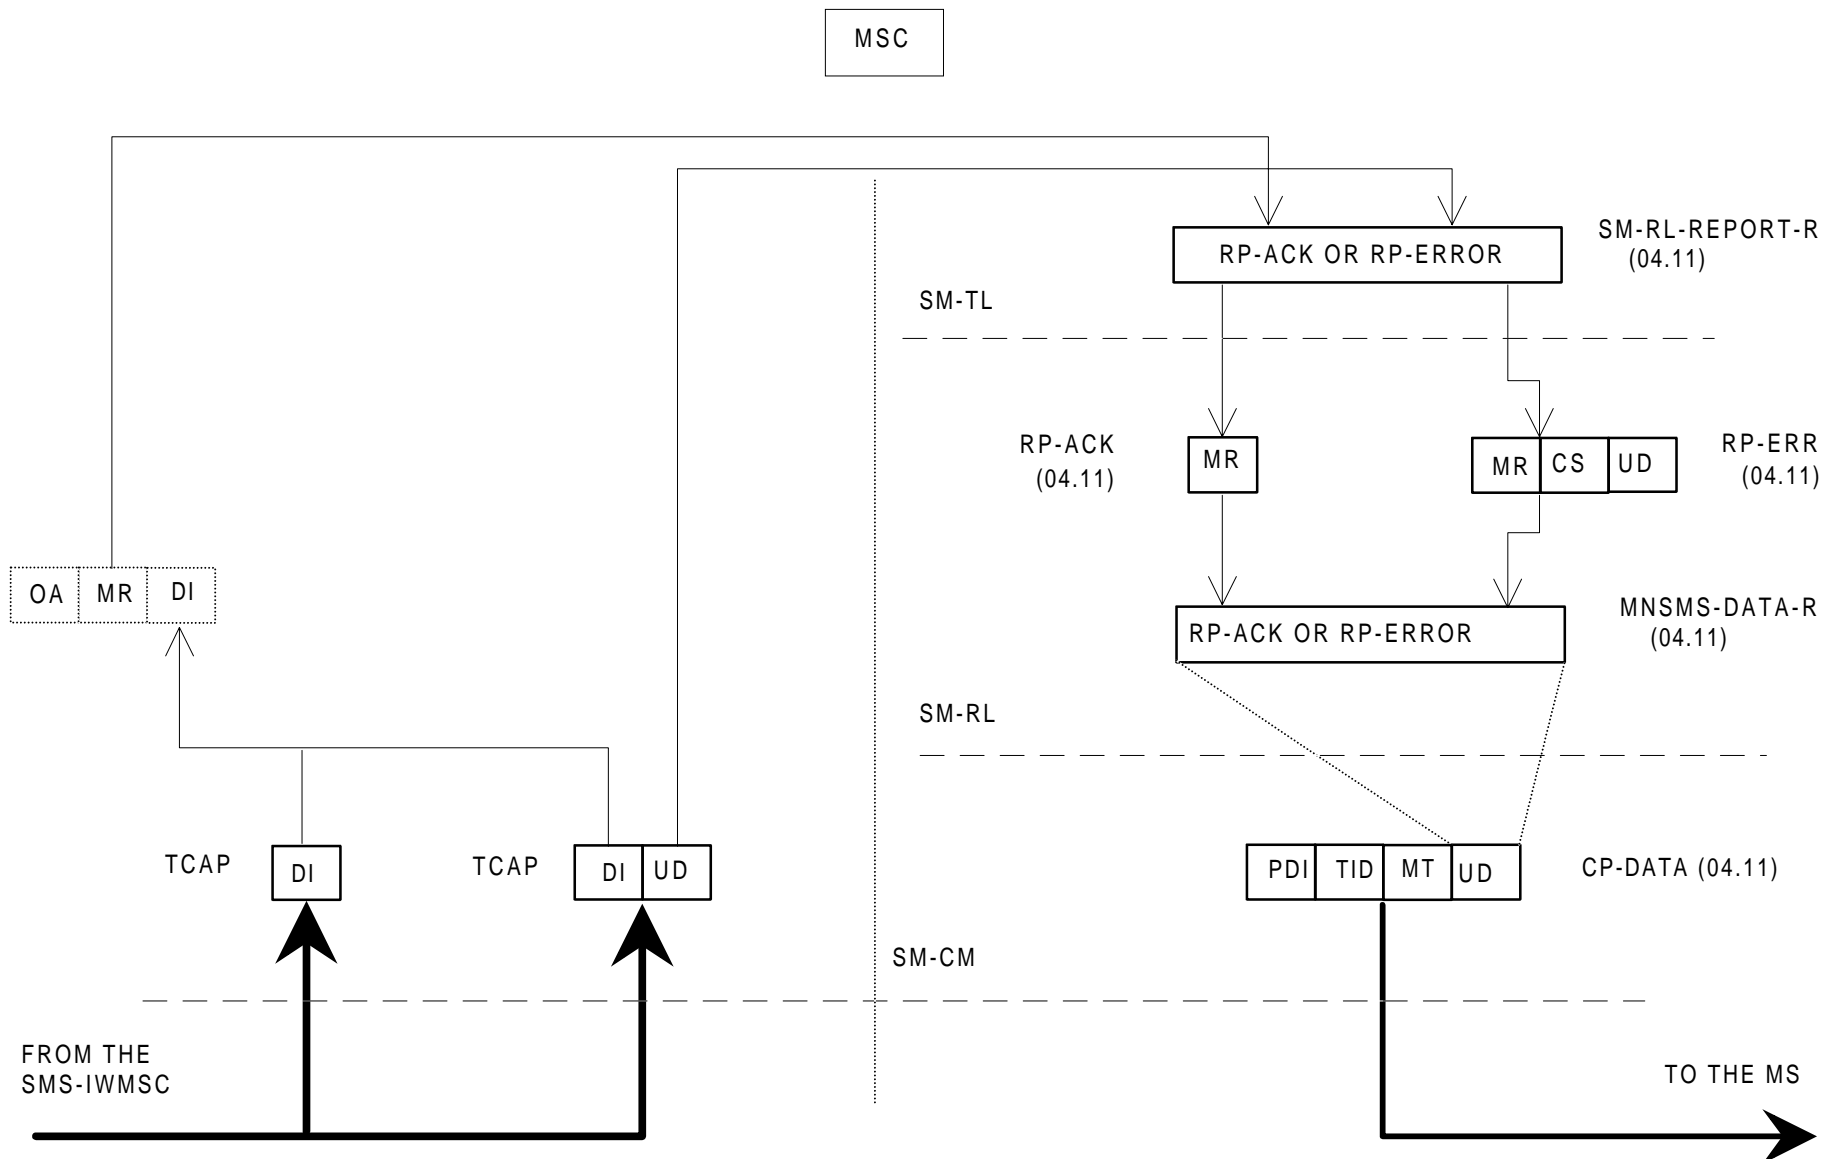 MSC
SM-RL-REPORT-R
(04.11)
RP-ACK OR RP-ERROR
SM-TL
RP-ACK
(04.11)
MR
MR CS UD
RP-ERR
(04.11)
OA MR DI
RP-ACK OR RP-ERROR
MNSMS-DATA-R
(04.11)
SM-RL
TCAP DI
TCAP DI UD
PDI TID MT UD
CP-DATA (04.11)
SM-CM
FROM THE
SMS-IWMSC
TO THE MS